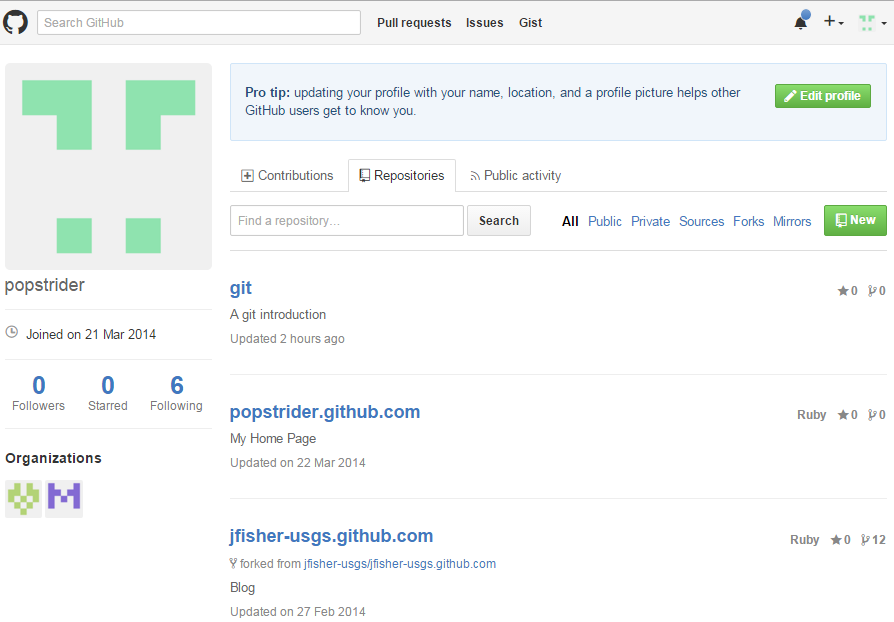 Search GitHub Pull requests Issues Gist
Pro tip: updating your profile with your name, location, and a profile picture helps other
GitHub users get to know you.
Edit profile
Contributions Repositories Public activity
Find a repository... Search All Public Private Sources Forks Mirrors New
popstrider
Joined on 21 Mar 2014
0 0 6
Followers Starred Following
Organizations
git 0 0
A git introduction
Updated 2 hours ago
popstrider.github.com Ruby 0 0
My Home Page
Updated on 22 Mar 2014
jfisher-usgs.github.com Ruby 0 12
forked from jfisher-usgs/jfisher-usgs.github.com
Blog
Updated on 27 Feb 2014